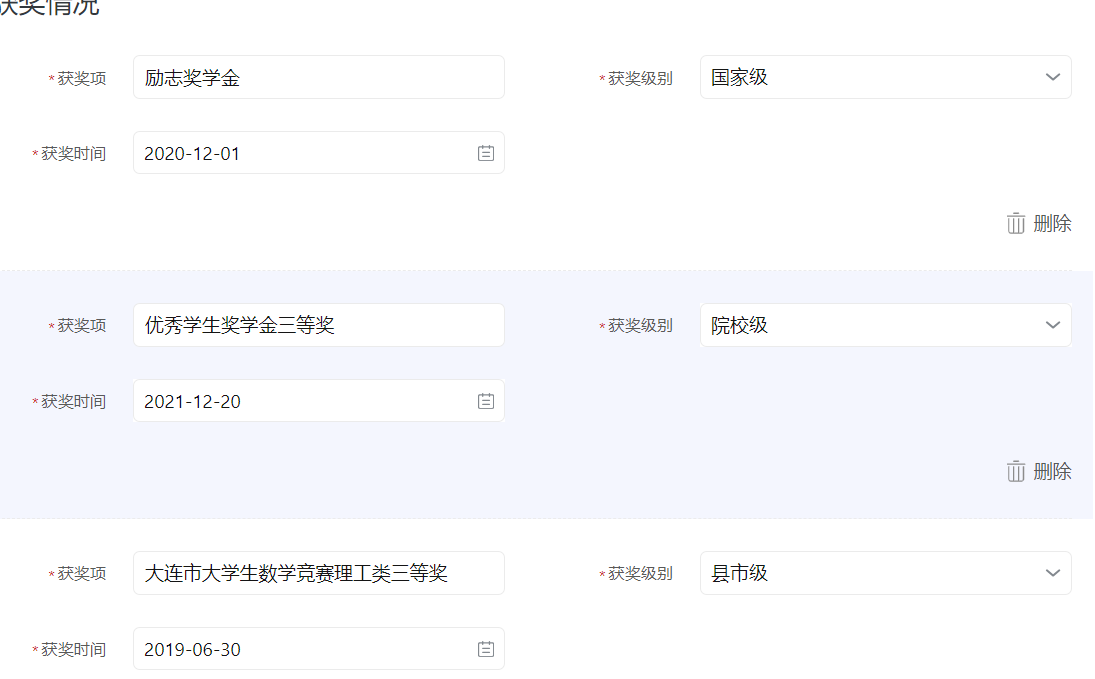 获奖情况
*获奖项 励志奖学金 *获奖级别 国家级
*获奖时间 2020-12-01
删除
*获奖项 优秀学生奖学金三等奖 *获奖级别 院校级
*获奖时间 2021-12-20
删除
*获奖项 大连市大学生数学竞赛理工类三等奖 *获奖级别 县市级
*获奖时间 2019-06-30